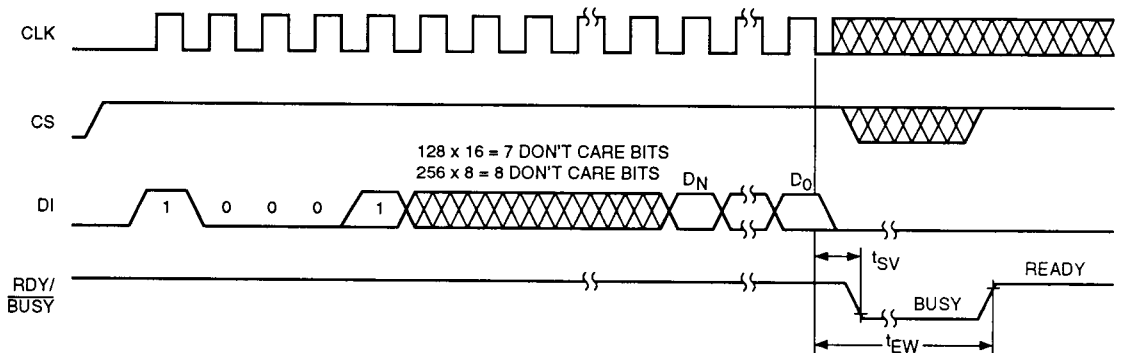 CLK
CS
128 x 16 = 7 DON'T CARE BITS
256 x 8 = 8 DON'T CARE BITS
DI
1 0 0 0 1 DN D0
tSV
RDY/
BUSY
BUSY
READY
tEW